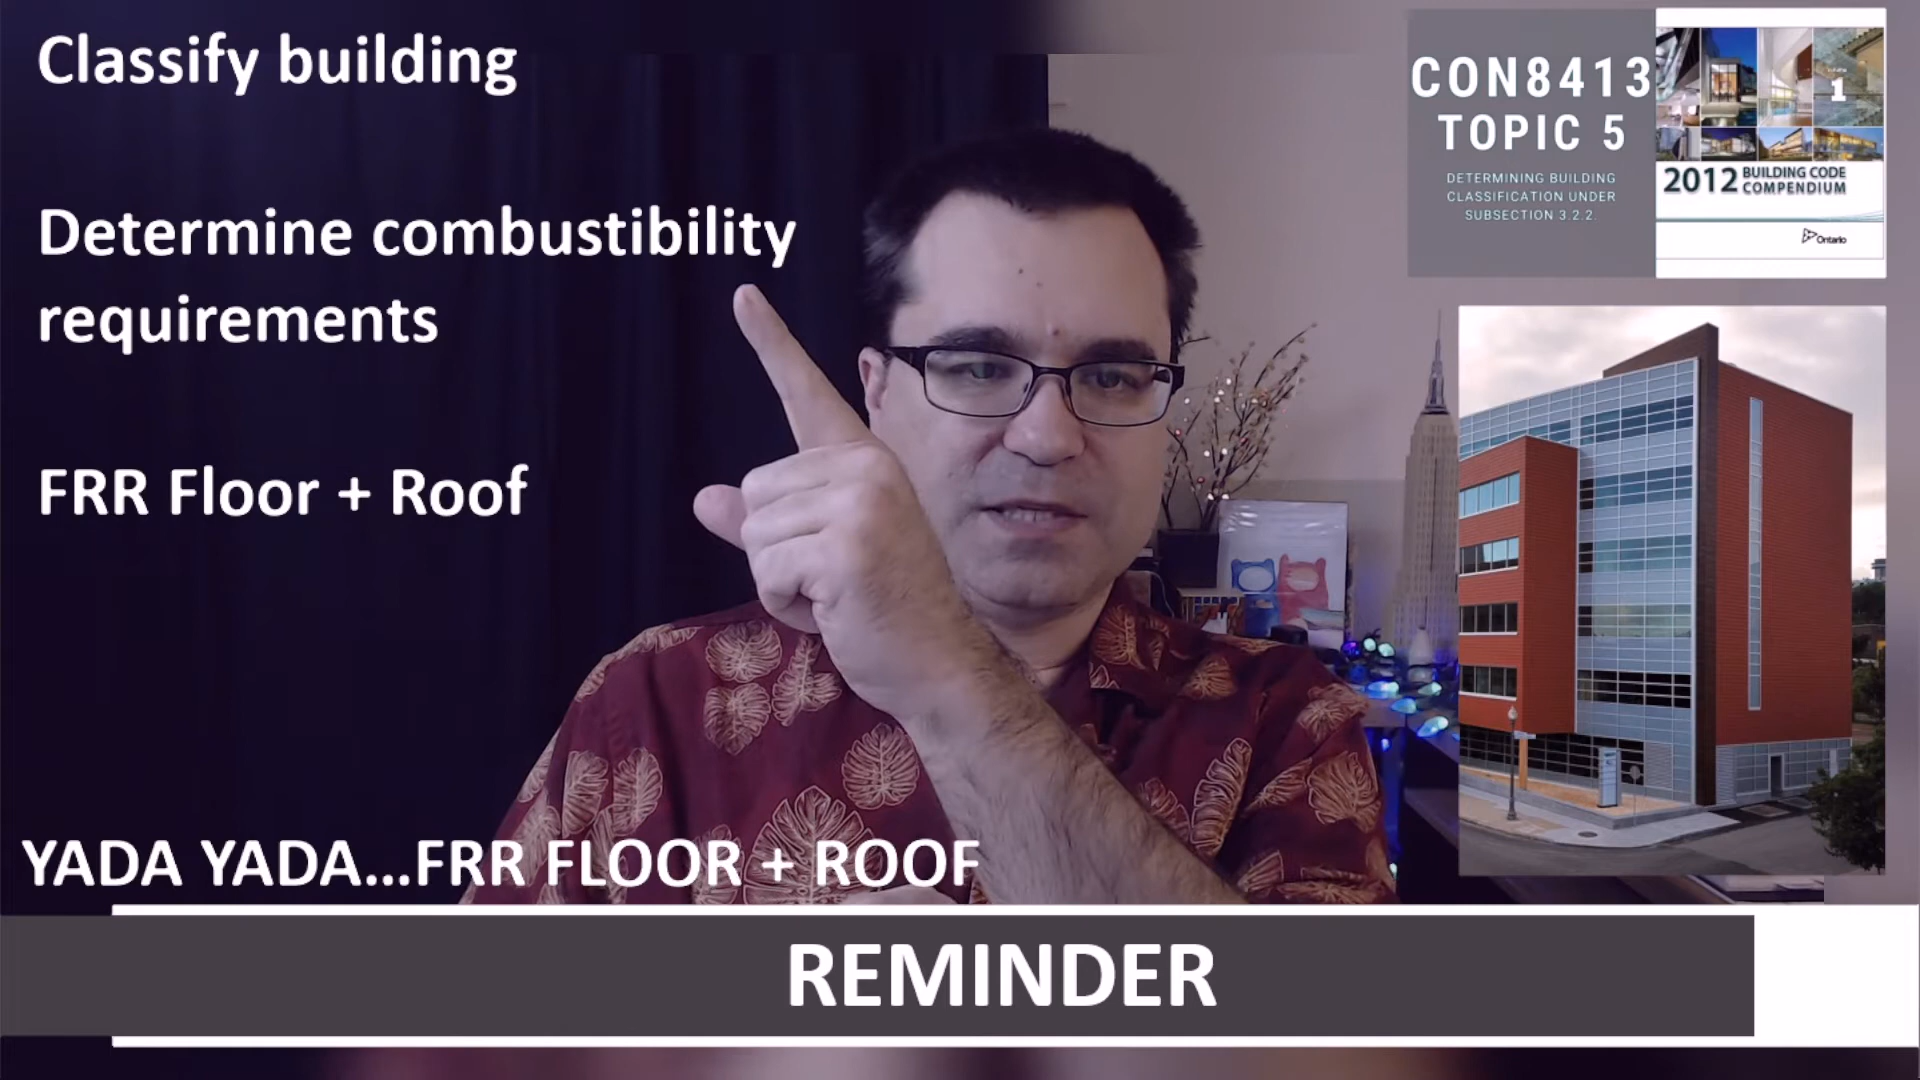 Classify building
Determine combustibility
requirements
FRR Floor + Roof
YADA YADA...FRR FLOOR + ROOF
REMINDER
CON8413
TOPIC 5
DETERMINING BUILDING
CLASSIFICATION UNDER
SUBSECTION 3.2.2.
1
2012 BUILDING CODE
COMPENDIUM
Ontario